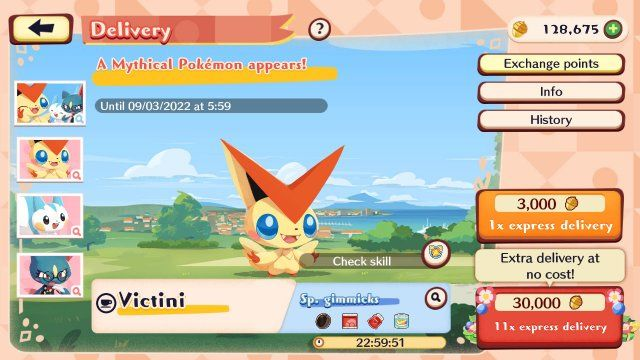 Delivery
?
128,675
A Mythical Pokémon appears!
Until 09/03/2022 at 5:59
Exchange points
Info
History
3,000
1x express delivery
Extra delivery at
no cost!
30,000
11x express delivery
Check skill
Victini
Sp. gimmicks
22:59:51